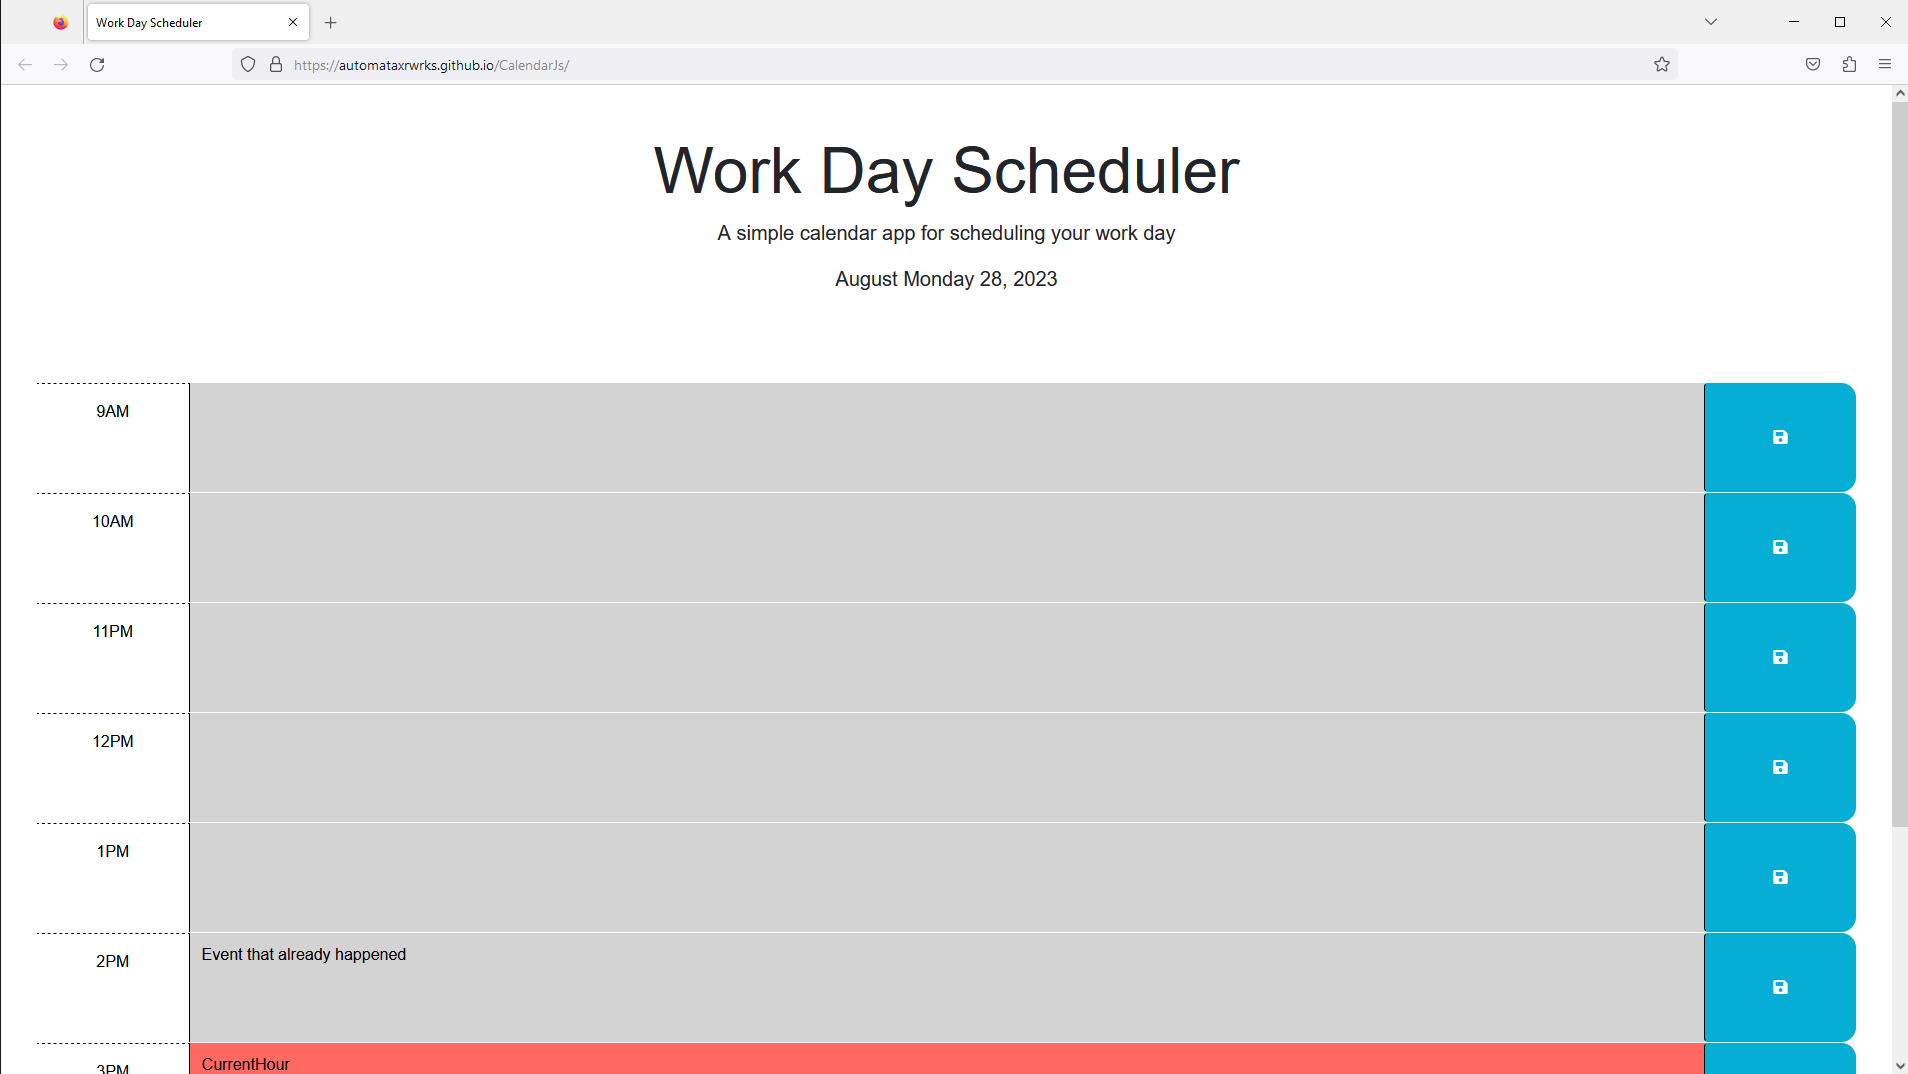 Work Day Scheduler
https://automataxrwrks.github.io/CalendarJs/
Work Day Scheduler
A simple calendar app for scheduling your work day
August Monday 28, 2023
9AM
10AM
11PM
12PM
1PM
2PM
Event that already happened
3PM
CurrentHour